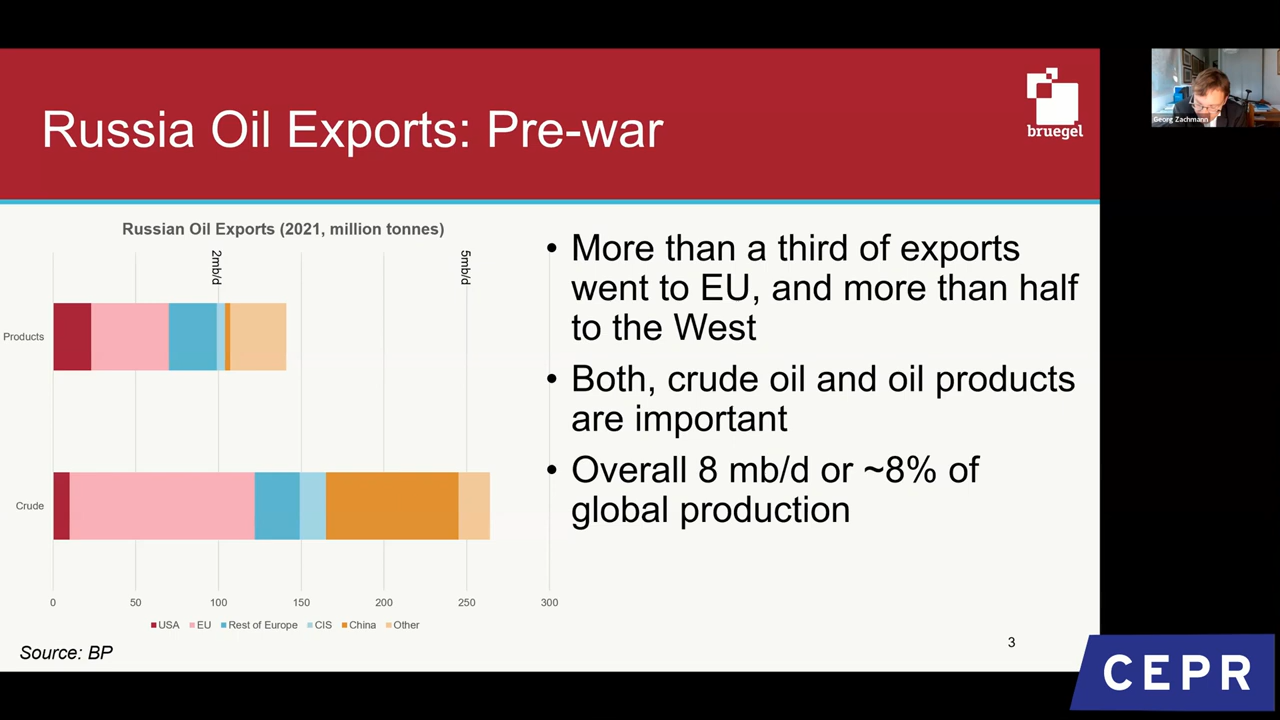 Russia Oil Exports: Pre-war
bruegel
Georg Zachmann
Russian Oil Exports (2021, million tonnes)
2mb/d
5mb/d
Products
Crude
0 50 100 150 200 250 300
USA EU Rest of Europe CIS China Other
Source: BP
• More than a third of exports
went to EU, and more than half
to the West
• Both, crude oil and oil products
are important
• Overall 8 mb/d or ~8% of
global production
3
CEPR